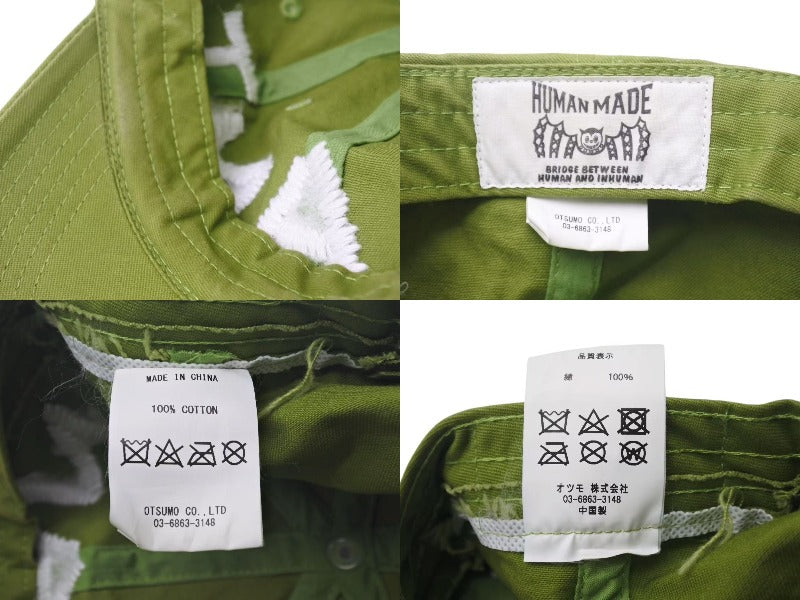 HUMAN MADE
BRIDGE BETWEEN
HUMAN AND INHUMAN
OTSUMO CO., LTD
03-6863-3148
MADE IN CHINA
100% COTTON
OTSUMO CO., LTD
03-6863-3148
品質表示
綿 100%
W
オツモ 株式会社
03-6863-3148
中国製